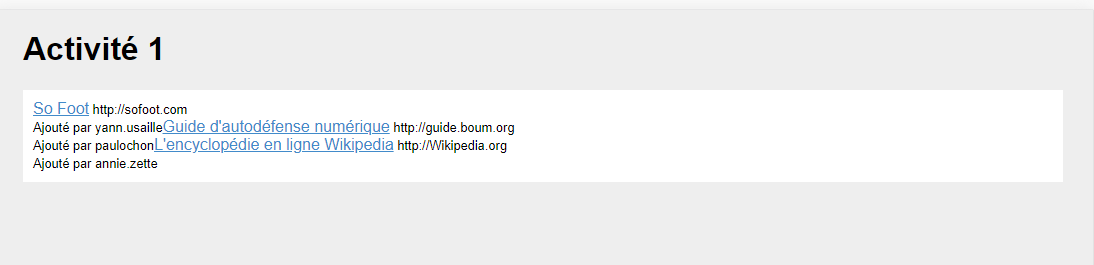 Activité 1
So Foot http://sofoot.com
Ajouté par yann.usailleGuide d'autodéfense numérique http://guide.boum.org
Ajouté par paulochonL'encyclopédie en ligne Wikipedia http://Wikipedia.org
Ajouté par annie.zette